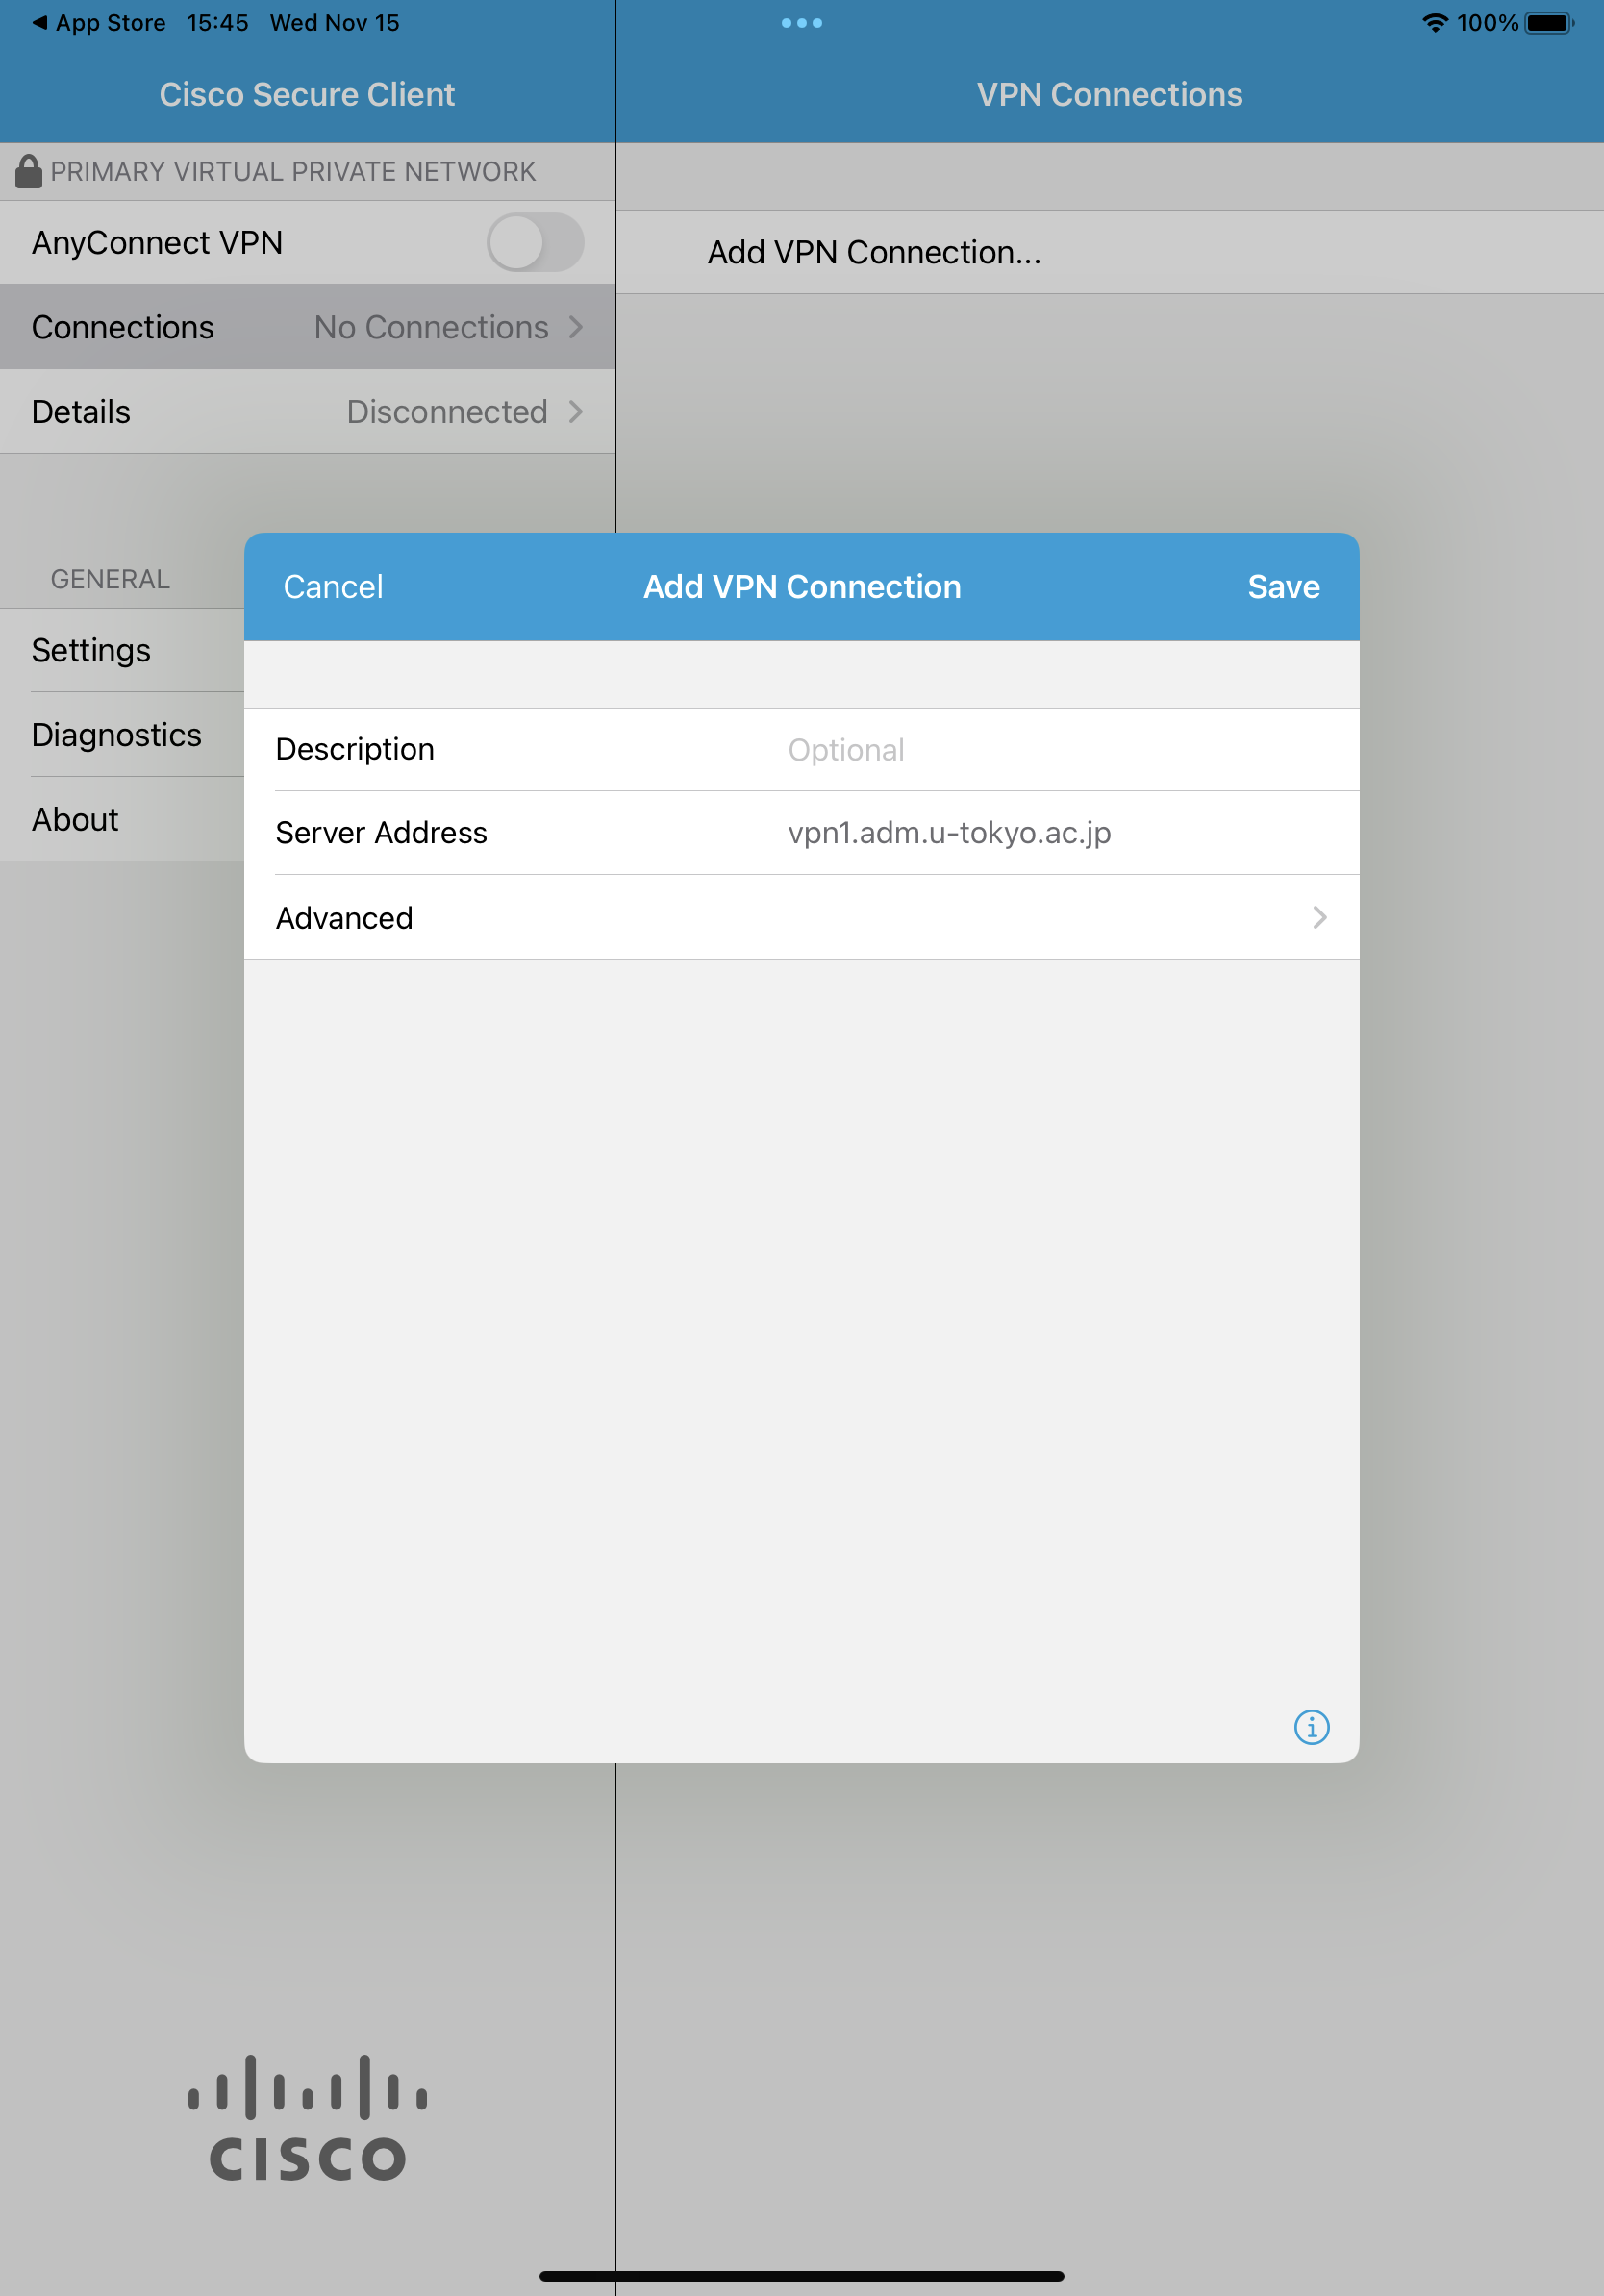 App Store 15:45 Wed Nov 15
100%
Cisco Secure Client
VPN Connections
PRIMARY VIRTUAL PRIVATE NETWORK
AnyConnect VPN
Add VPN Connection...
Connections No Connections
Details Disconnected
GENERAL
Settings
Diagnostics
About
Cancel Add VPN Connection Save
Description Optional
Server Address vpn1.adm.u-tokyo.ac.jp
Advanced
CISCO